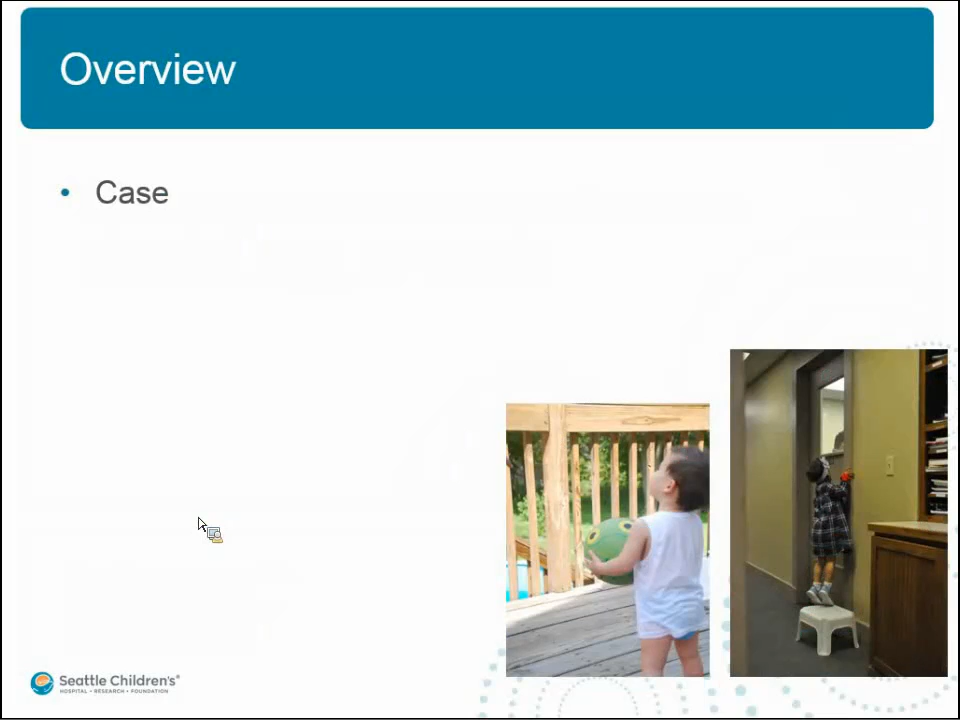 Overview
• Case
Seattle Children's®
HOSPITAL • RESEARCH • FOUNDATION